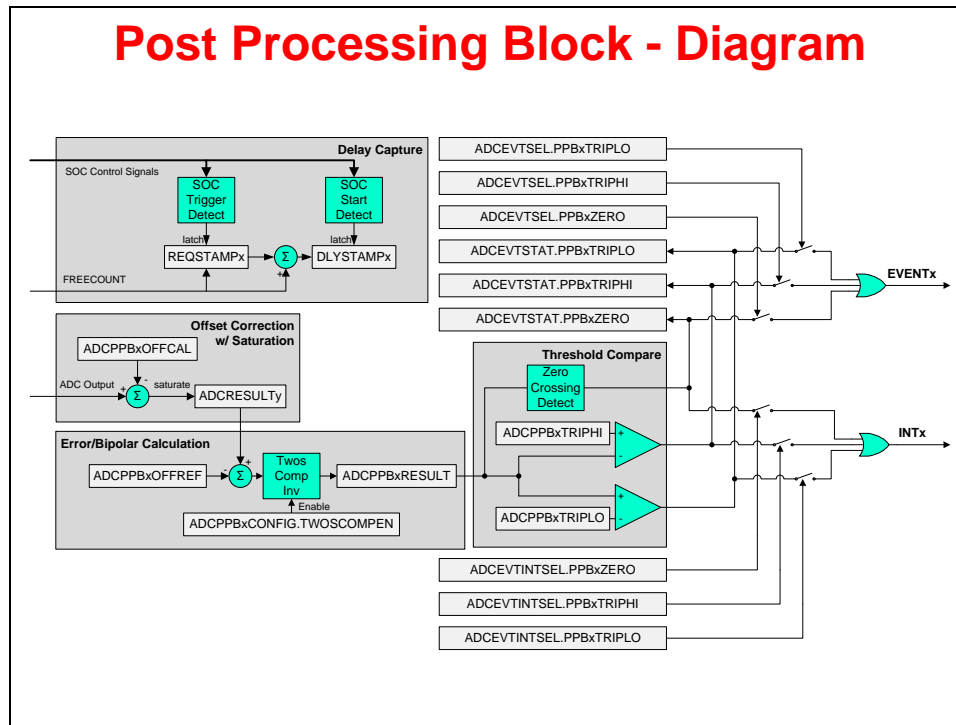 Post Processing Block - Diagram
Delay Capture
SOC Control Signals
SOC
Trigger
Detect
SOC
Start
Detect
latch
latch
REQSTAMPx
Σ
DLYSTAMPx
+
FREECOUNT
Offset Correction
w/ Saturation
ADCPPBxOFFCAL
-
ADC Output
+
Σ
saturate
ADCRESULTy
Error/Bipolar Calculation
ADCPPBxOFFREF
-
Σ
+
Twos
Comp
Inv
ADCPPBxRESULT
Enable
ADCPPBxCONFIG.TWOSCOMPEN
Threshold Compare
Zero
Crossing
Detect
ADCPPBxTRIPHI
+
-
+
ADCPPBxTRIPLO
-
ADCEVTSEL.PPBxTRIPLO
ADCEVTSEL.PPBxTRIPHI
ADCEVTSEL.PPBxZERO
ADCEVTSTAT.PPBxTRIPLO
ADCEVTSTAT.PPBxTRIPHI
ADCEVTSTAT.PPBxZERO
EVENTx
INTx
ADCEVTINTSEL.PPBxZERO
ADCEVTINTSEL.PPBxTRIPHI
ADCEVTINTSEL.PPBxTRIPLO